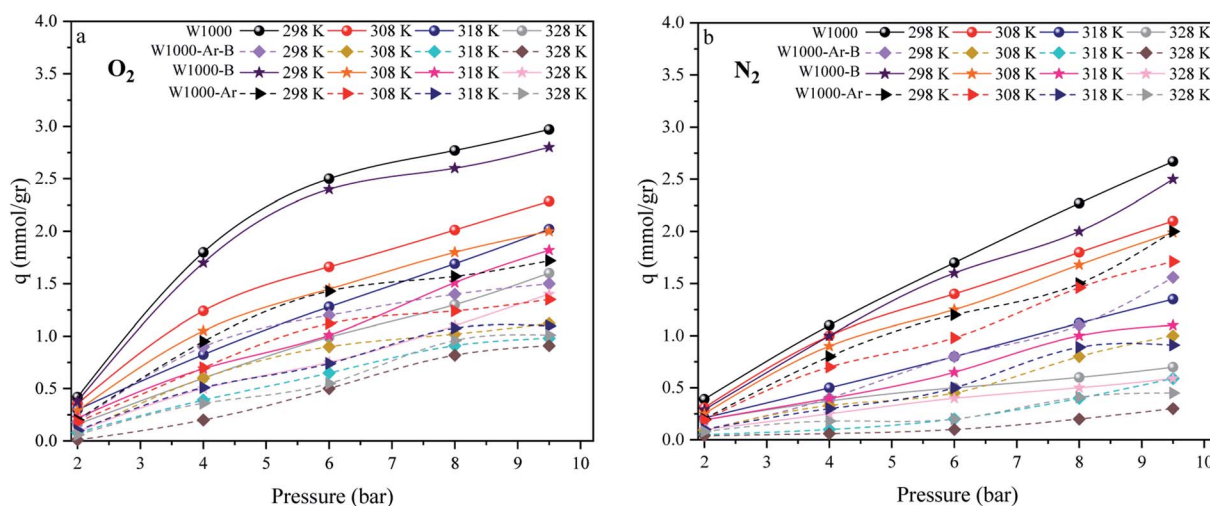 a
O₂
W1000 298 K 308 K 318 K 328 K
W1000-Ar-B 298 K 308 K 318 K 328 K
W1000-B 298 K 308 K 318 K 328 K
W1000-Ar 298 K 308 K 318 K 328 K
q (mmol/gr)
4.0
3.5
3.0
2.5
2.0
1.5
1.0
0.5
0.0
2 3 4 5 6 7 8 9 10
Pressure (bar)
b
N₂
W1000 298 K 308 K 318 K 328 K
W1000-Ar-B 298 K 308 K 318 K 328 K
W1000-B 298 K 308 K 318 K 328 K
W1000-Ar 298 K 308 K 318 K 328 K
q (mmol/gr)
4.0
3.5
3.0
2.5
2.0
1.5
1.0
0.5
0.0
2 3 4 5 6 7 8 9 10
Pressure (bar)